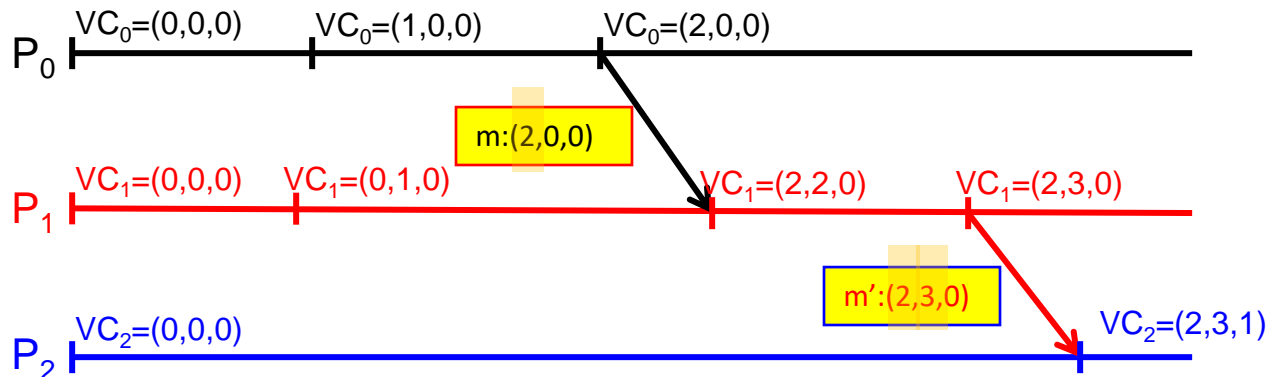 VC₀=(0,0,0) VC₀=(1,0,0) VC₀=(2,0,0)
P₀
m:(2,0,0)
VC₁=(0,0,0) VC₁=(0,1,0) VC₁=(2,2,0) VC₁=(2,3,0)
P₁
m’:(2,3,0)
VC₂=(0,0,0) VC₂=(2,3,1)
P₂